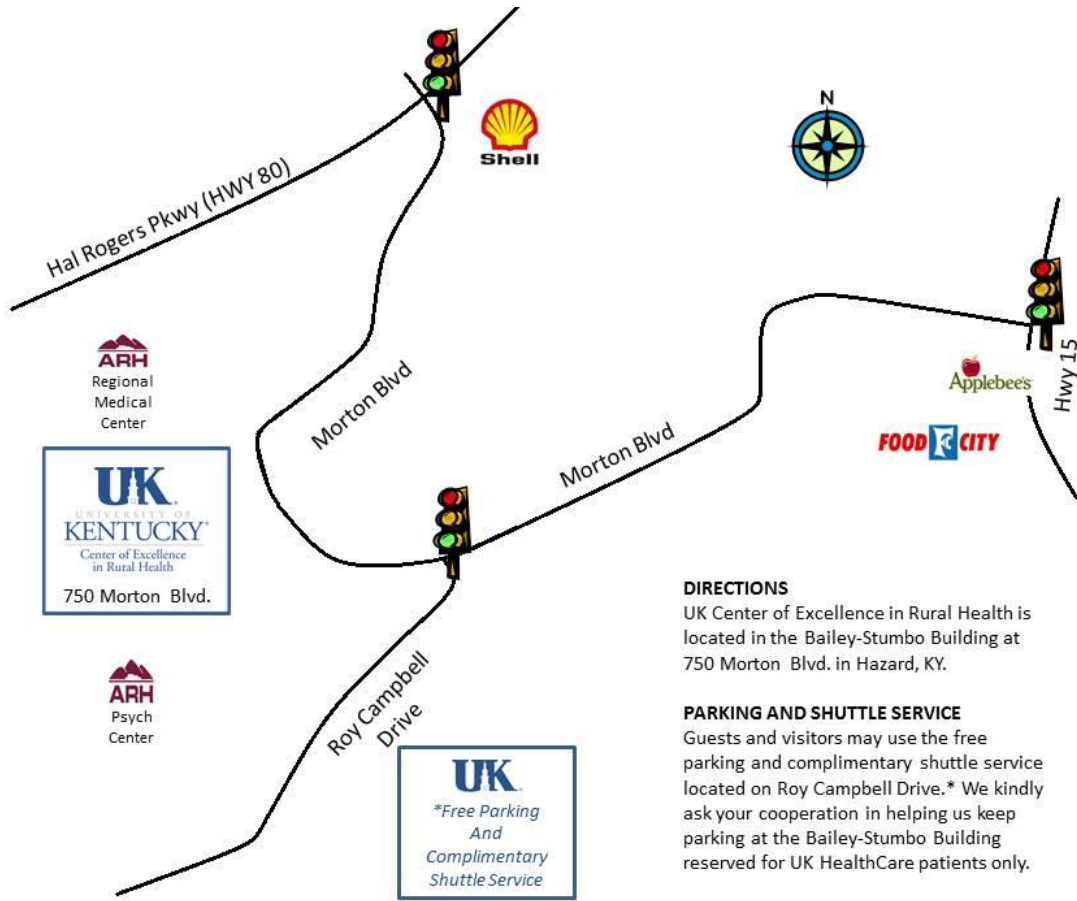 N
Shell
Hal Rogers Pkwy (HWY 80)
ARH
Regional
Medical
Center
Morton Blvd
Morton Blvd
Applebee's
Hwy 15
FOOD FC CITY
UK
UNIVERSITY OF
KENTUCKY
Center of Excellence
in Rural Health
750 Morton Blvd.
ARH
Psych
Center
Roy Campbell
Drive
UK
*Free Parking
And
Complimentary
Shuttle Service
DIRECTIONS
UK Center of Excellence in Rural Health is
located in the Bailey-Stumbo Building at
750 Morton Blvd. in Hazard, KY.
PARKING AND SHUTTLE SERVICE
Guests and visitors may use the free
parking and complimentary shuttle service
located on Roy Campbell Drive.* We kindly
ask your cooperation in helping us keep
parking at the Bailey-Stumbo Building
reserved for UK HealthCare patients only.